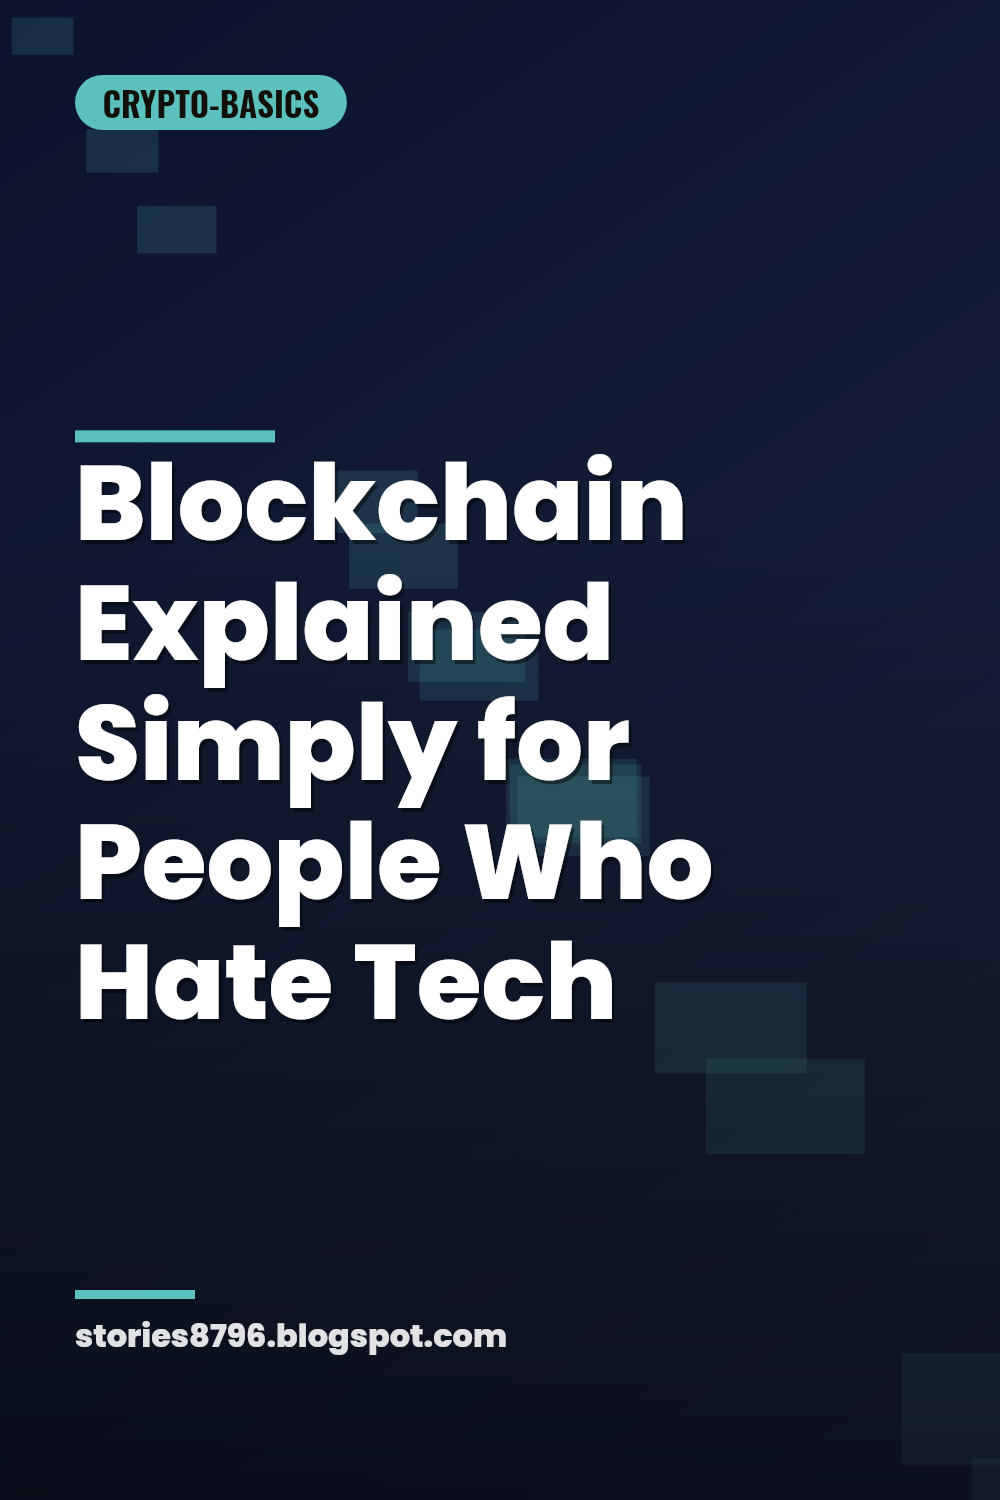 CRYPTO-BASICS
Blockchain
Explained
Simply for
People Who
Hate Tech
stories8796.blogspot.com